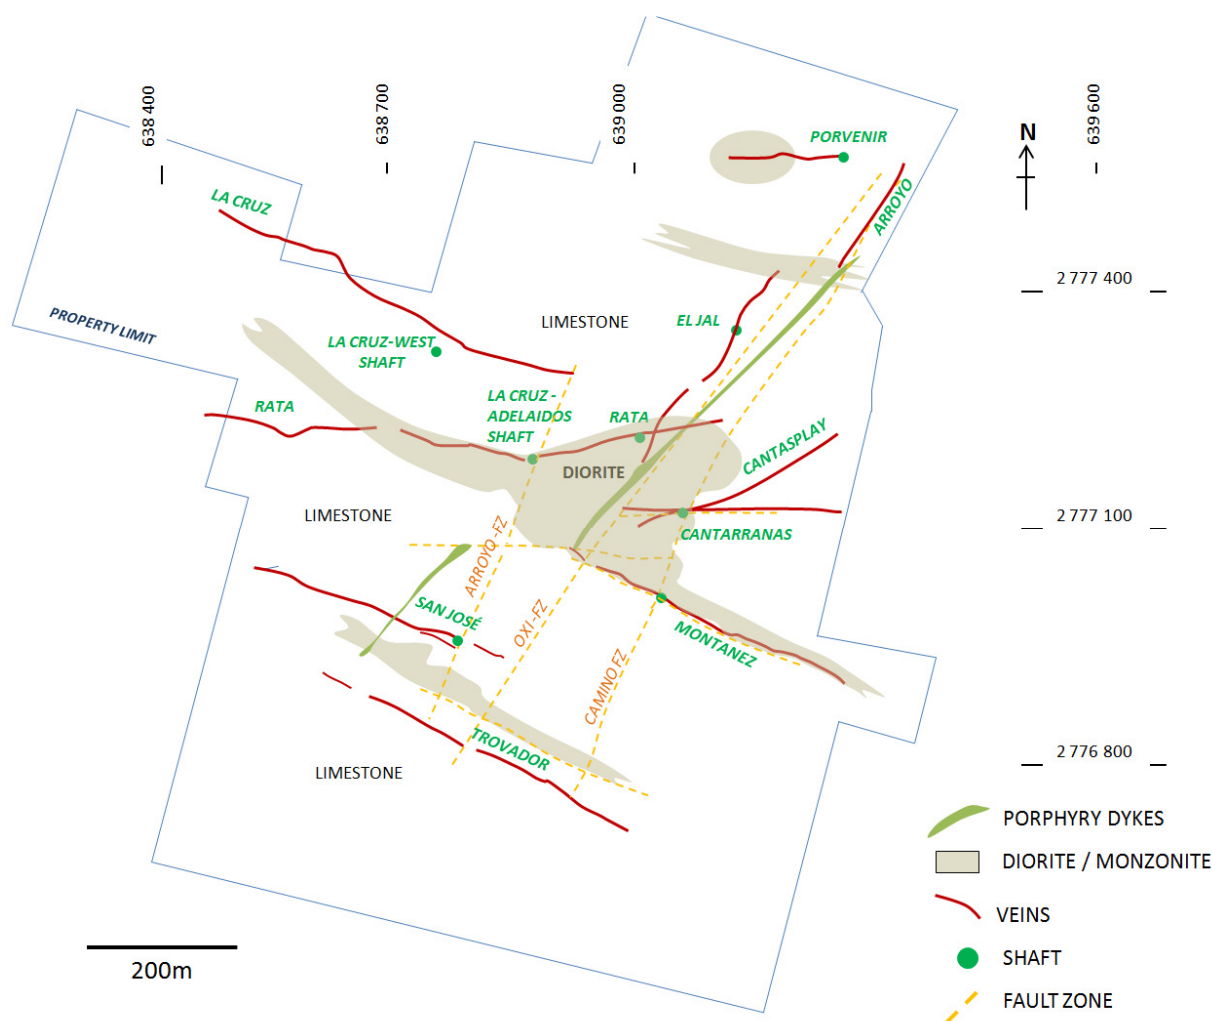 638 400
638 700
639 000
639 600
N
PORVENIR
ARROYO
LA CRUZ
2 777 400
PROPERTY LIMIT
LIMESTONE
EL JAL
LA CRUZ-WEST
SHAFT
LA CRUZ -
ADELAIDOS
SHAFT
RATA
RATA
CANTASPLAY
DIORITE
LIMESTONE
2 777 100
CANTARRANAS
ARROYO -FZ
SAN JOSÉ
OXI -FZ
MONTANEZ
CAMINO FZ
TROVADOR
2 776 800
LIMESTONE
PORPHYRY DYKES
DIORITE / MONZONITE
VEINS
SHAFT
FAULT ZONE
200m